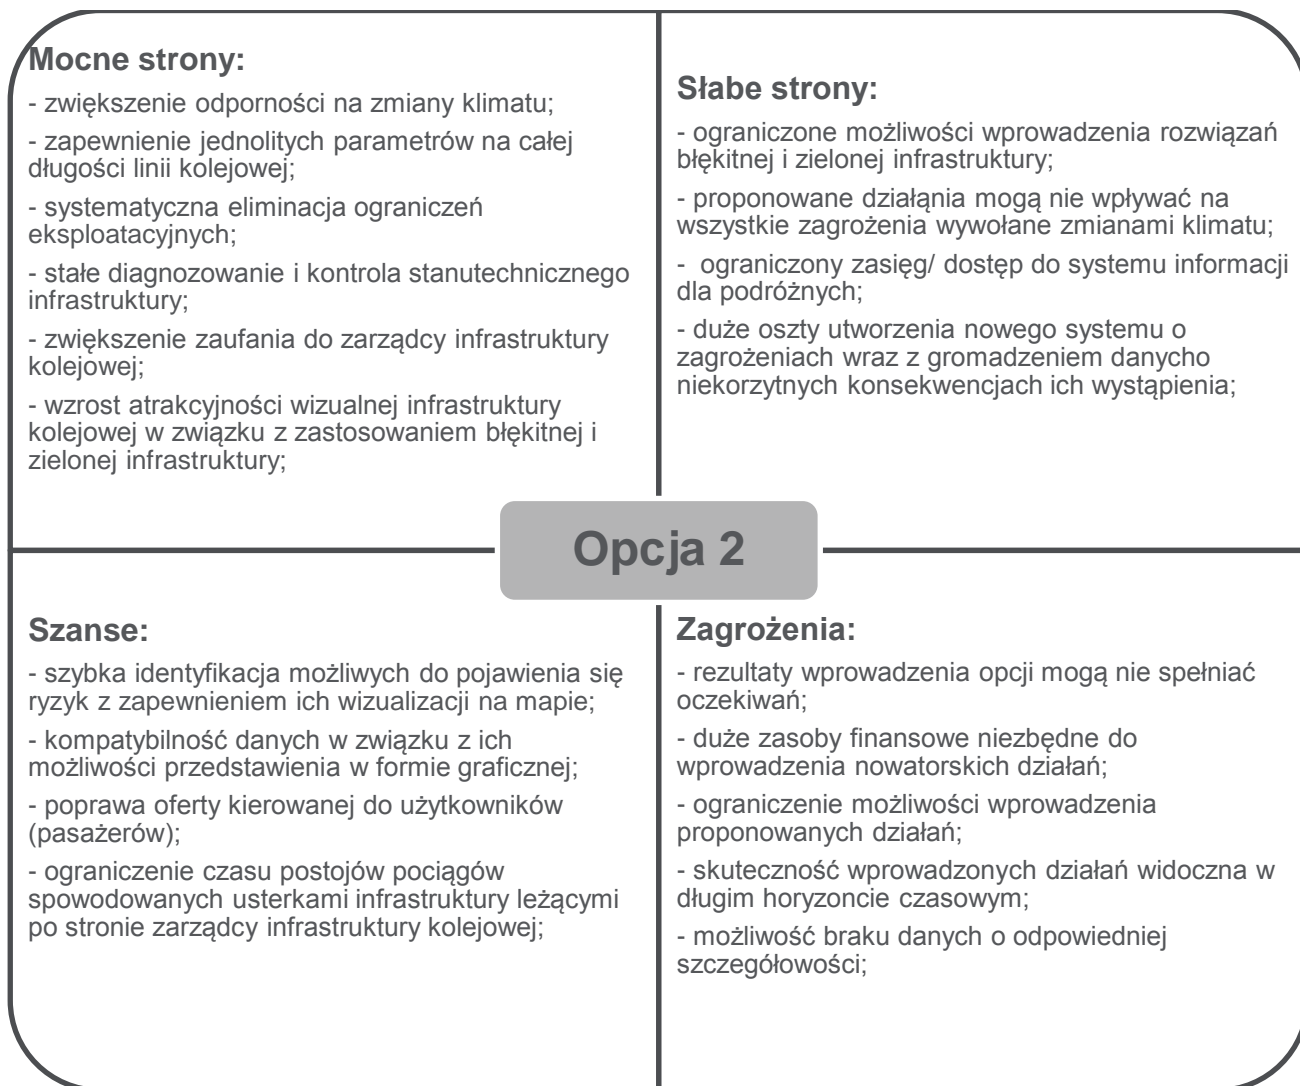 Mocne strony:
- zwiększenie odporności na zmiany klimatu;
- zapewnienie jednolitych parametrów na całej
długości linii kolejowej;
- systematyczna eliminacja ograniczeń
eksploatacyjnych;
- stałe diagnozowanie i kontrola stanutechnicznego
infrastruktury;
- zwiększenie zaufania do zarządcy infrastruktury
kolejowej;
- wzrost atrakcyjności wizualnej infrastruktury
kolejowej w związku z zastosowaniem błękitnej i
zielonej infrastruktury;
Słabe strony:
- ograniczone możliwości wprowadzenia rozwiązań
błękitnej i zielonej infrastruktury;
- proponowane działąnia mogą nie wpływać na
wszystkie zagrożenia wywołane zmianami klimatu;
- ograniczony zasięg/ dostęp do systemu informacji
dla podróżnych;
- duże oszty utworzenia nowego systemu o
zagrożeniach wraz z gromadzeniem danycho
niekorzytnych konsekwencjach ich wystąpienia;
Opcja 2
Szanse:
- szybka identyfikacja możliwych do pojawienia się
ryzyk z zapewnieniem ich wizualizacji na mapie;
- kompatybilność danych w związku z ich
możliwości przedstawienia w formie graficznej;
- poprawa oferty kierowanej do użytkowników
(pasażerów);
- ograniczenie czasu postojów pociągów
spowodowanych usterkami infrastruktury leżącymi
po stronie zarządcy infrastruktury kolejowej;
Zagrożenia:
- rezultaty wprowadzenia opcji mogą nie spełniać
oczekiwań;
- duże zasoby finansowe niezbędne do
wprowadzenia nowatorskich działań;
- ograniczenie możliwości wprowadzenia
proponowanych działań;
- skuteczność wprowadzonych działań widoczna w
długim horyzoncie czasowym;
- możliwość braku danych o odpowiedniej
szczegółowości;